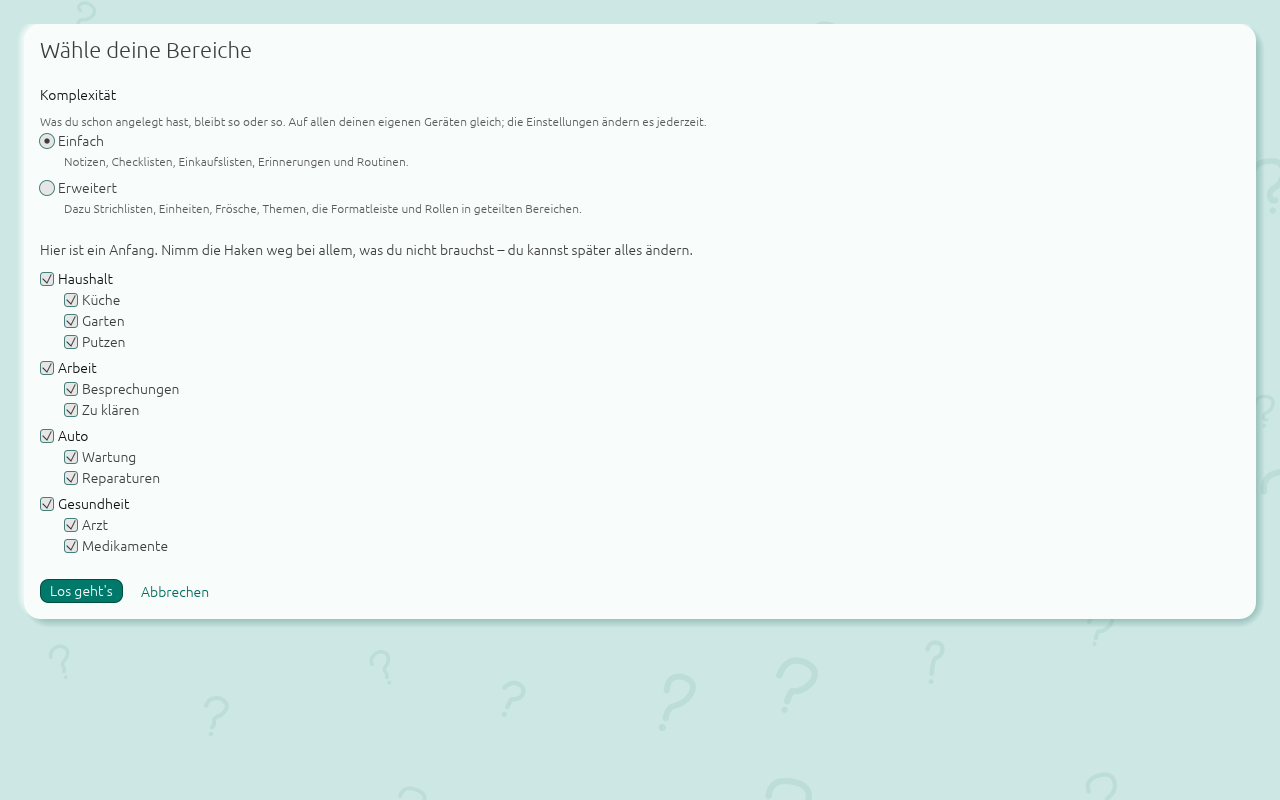 Wähle deine Bereiche
Komplexität
Was du schon angelegt hast, bleibt so oder so. Auf allen deinen eigenen Geräten gleich; die Einstellungen ändern es jederzeit.
Einfach
Notizen, Checklisten, Einkaufslisten, Erinnerungen und Routinen.
Erweitert
Dazu Strichlisten, Einheiten, Frösche, Themen, die Formatleiste und Rollen in geteilten Bereichen.
Hier ist ein Anfang. Nimm die Haken weg bei allem, was du nicht brauchst – du kannst später alles ändern.
Haushalt
Küche
Garten
Putzen
Arbeit
Besprechungen
Zu klären
Auto
Wartung
Reparaturen
Gesundheit
Arzt
Medikamente
Los geht's
Abbrechen